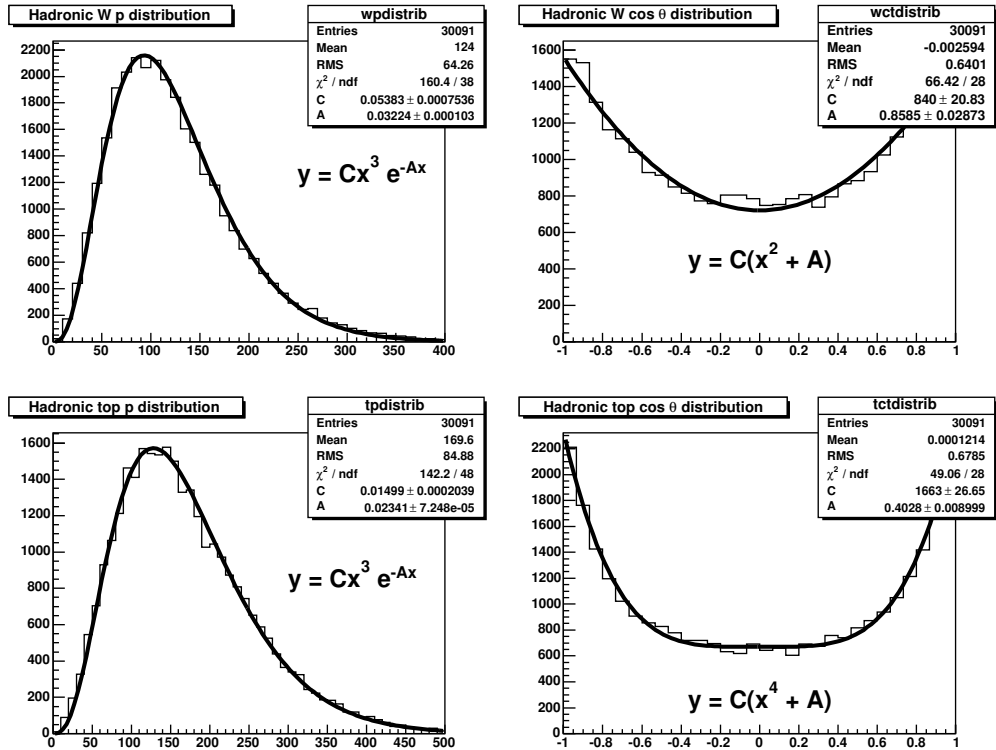 Hadronic W p distribution
wpdistrib
Entries 30091
Mean 124
RMS 64.26
χ² / ndf 160.4 / 38
C 0.05383 ± 0.0007536
A 0.03224 ± 0.000103
y = Cx³ e^-Ax
2200
2000
1800
1600
1400
1200
1000
800
600
400
200
0
0 50 100 150 200 250 300 350 400
Hadronic W cos θ distribution
wctdistrib
Entries 30091
Mean -0.002594
RMS 0.6401
χ² / ndf 66.42 / 28
C 840 ± 20.83
A 0.8585 ± 0.02873
y = C(x² + A)
1600
1400
1200
1000
800
600
400
200
0
-1 -0.8 -0.6 -0.4 -0.2 0 0.2 0.4 0.6 0.8 1
Hadronic top p distribution
tpdistrib
Entries 30091
Mean 169.6
RMS 84.88
χ² / ndf 142.2 / 48
C 0.01499 ± 0.0002039
A 0.02341 ± 7.248e-05
y = Cx³ e^-Ax
1600
1400
1200
1000
800
600
400
200
0
0 50 100 150 200 250 300 350 400 450 500
Hadronic top cos θ distribution
tctdistrib
Entries 30091
Mean 0.0001214
RMS 0.6785
χ² / ndf 49.06 / 28
C 1663 ± 26.65
A 0.4028 ± 0.008999
y = C(x⁴ + A)
2200
2000
1800
1600
1400
1200
1000
800
600
400
200
0
-1 -0.8 -0.6 -0.4 -0.2 0 0.2 0.4 0.6 0.8 1